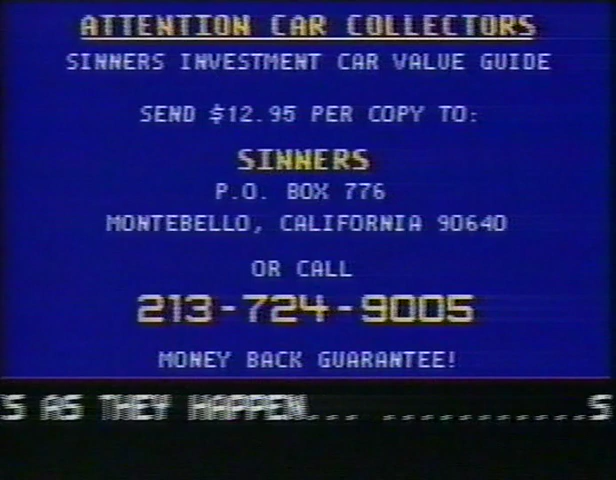 ATTENTION CAR COLLECTORS
SINNERS INVESTMENT CAR VALUE GUIDE
SEND $12.95 PER COPY TO:
SINNERS
P.O. BOX 776
MONTEBELLO, CALIFORNIA 90640
OR CALL
213-724-9005
MONEY BACK GUARANTEE!
'S AS THEY HAPPEN... ...........S